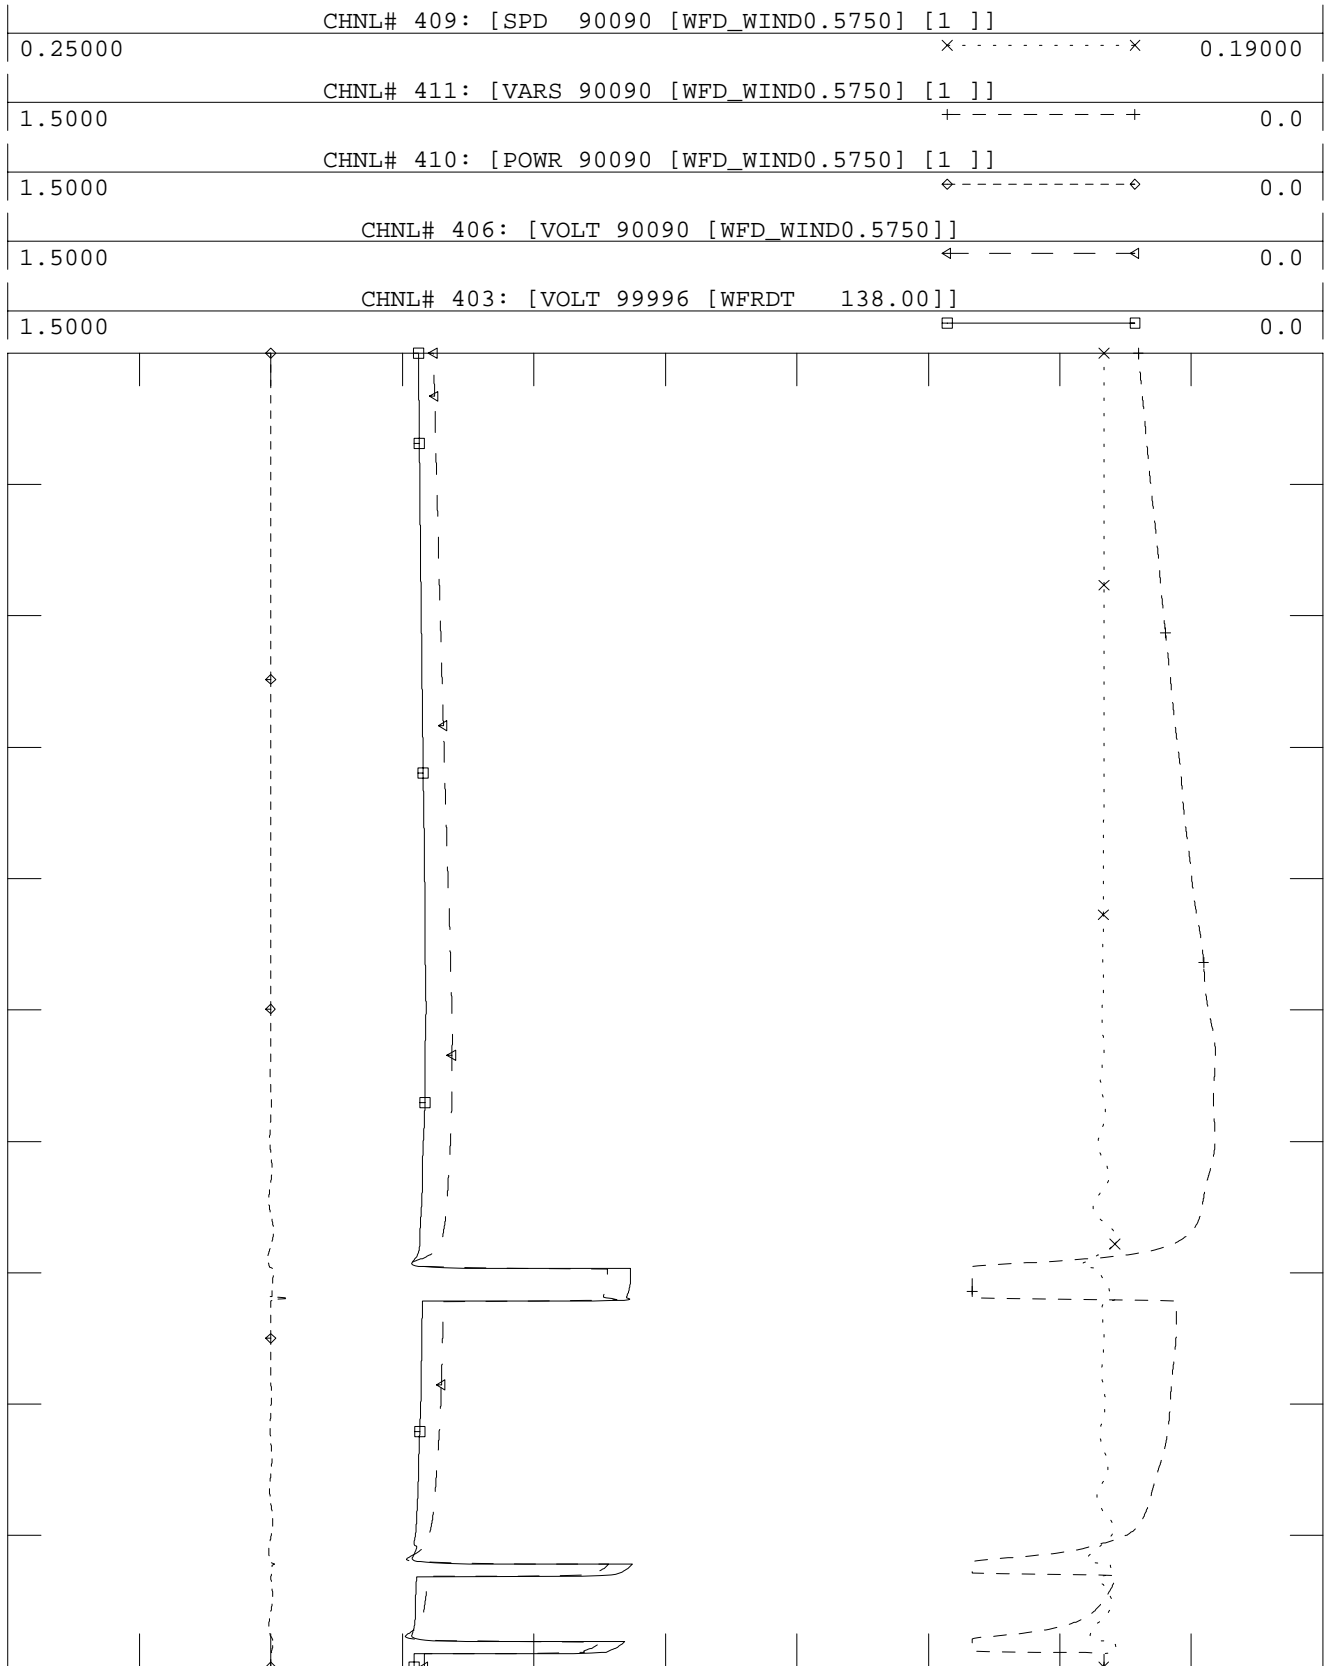 CHNL# 409: [SPD  90090 [WFD_WIND0.5750] [1 ]]
0.25000 0.19000
CHNL# 411: [VARS 90090 [WFD_WIND0.5750] [1 ]]
1.5000 0.0
CHNL# 410: [POWR 90090 [WFD_WIND0.5750] [1 ]]
1.5000 0.0
CHNL# 406: [VOLT 90090 [WFD_WIND0.5750]]
1.5000 0.0
CHNL# 403: [VOLT 99996 [WFRDT   138.00]]
1.5000 0.0